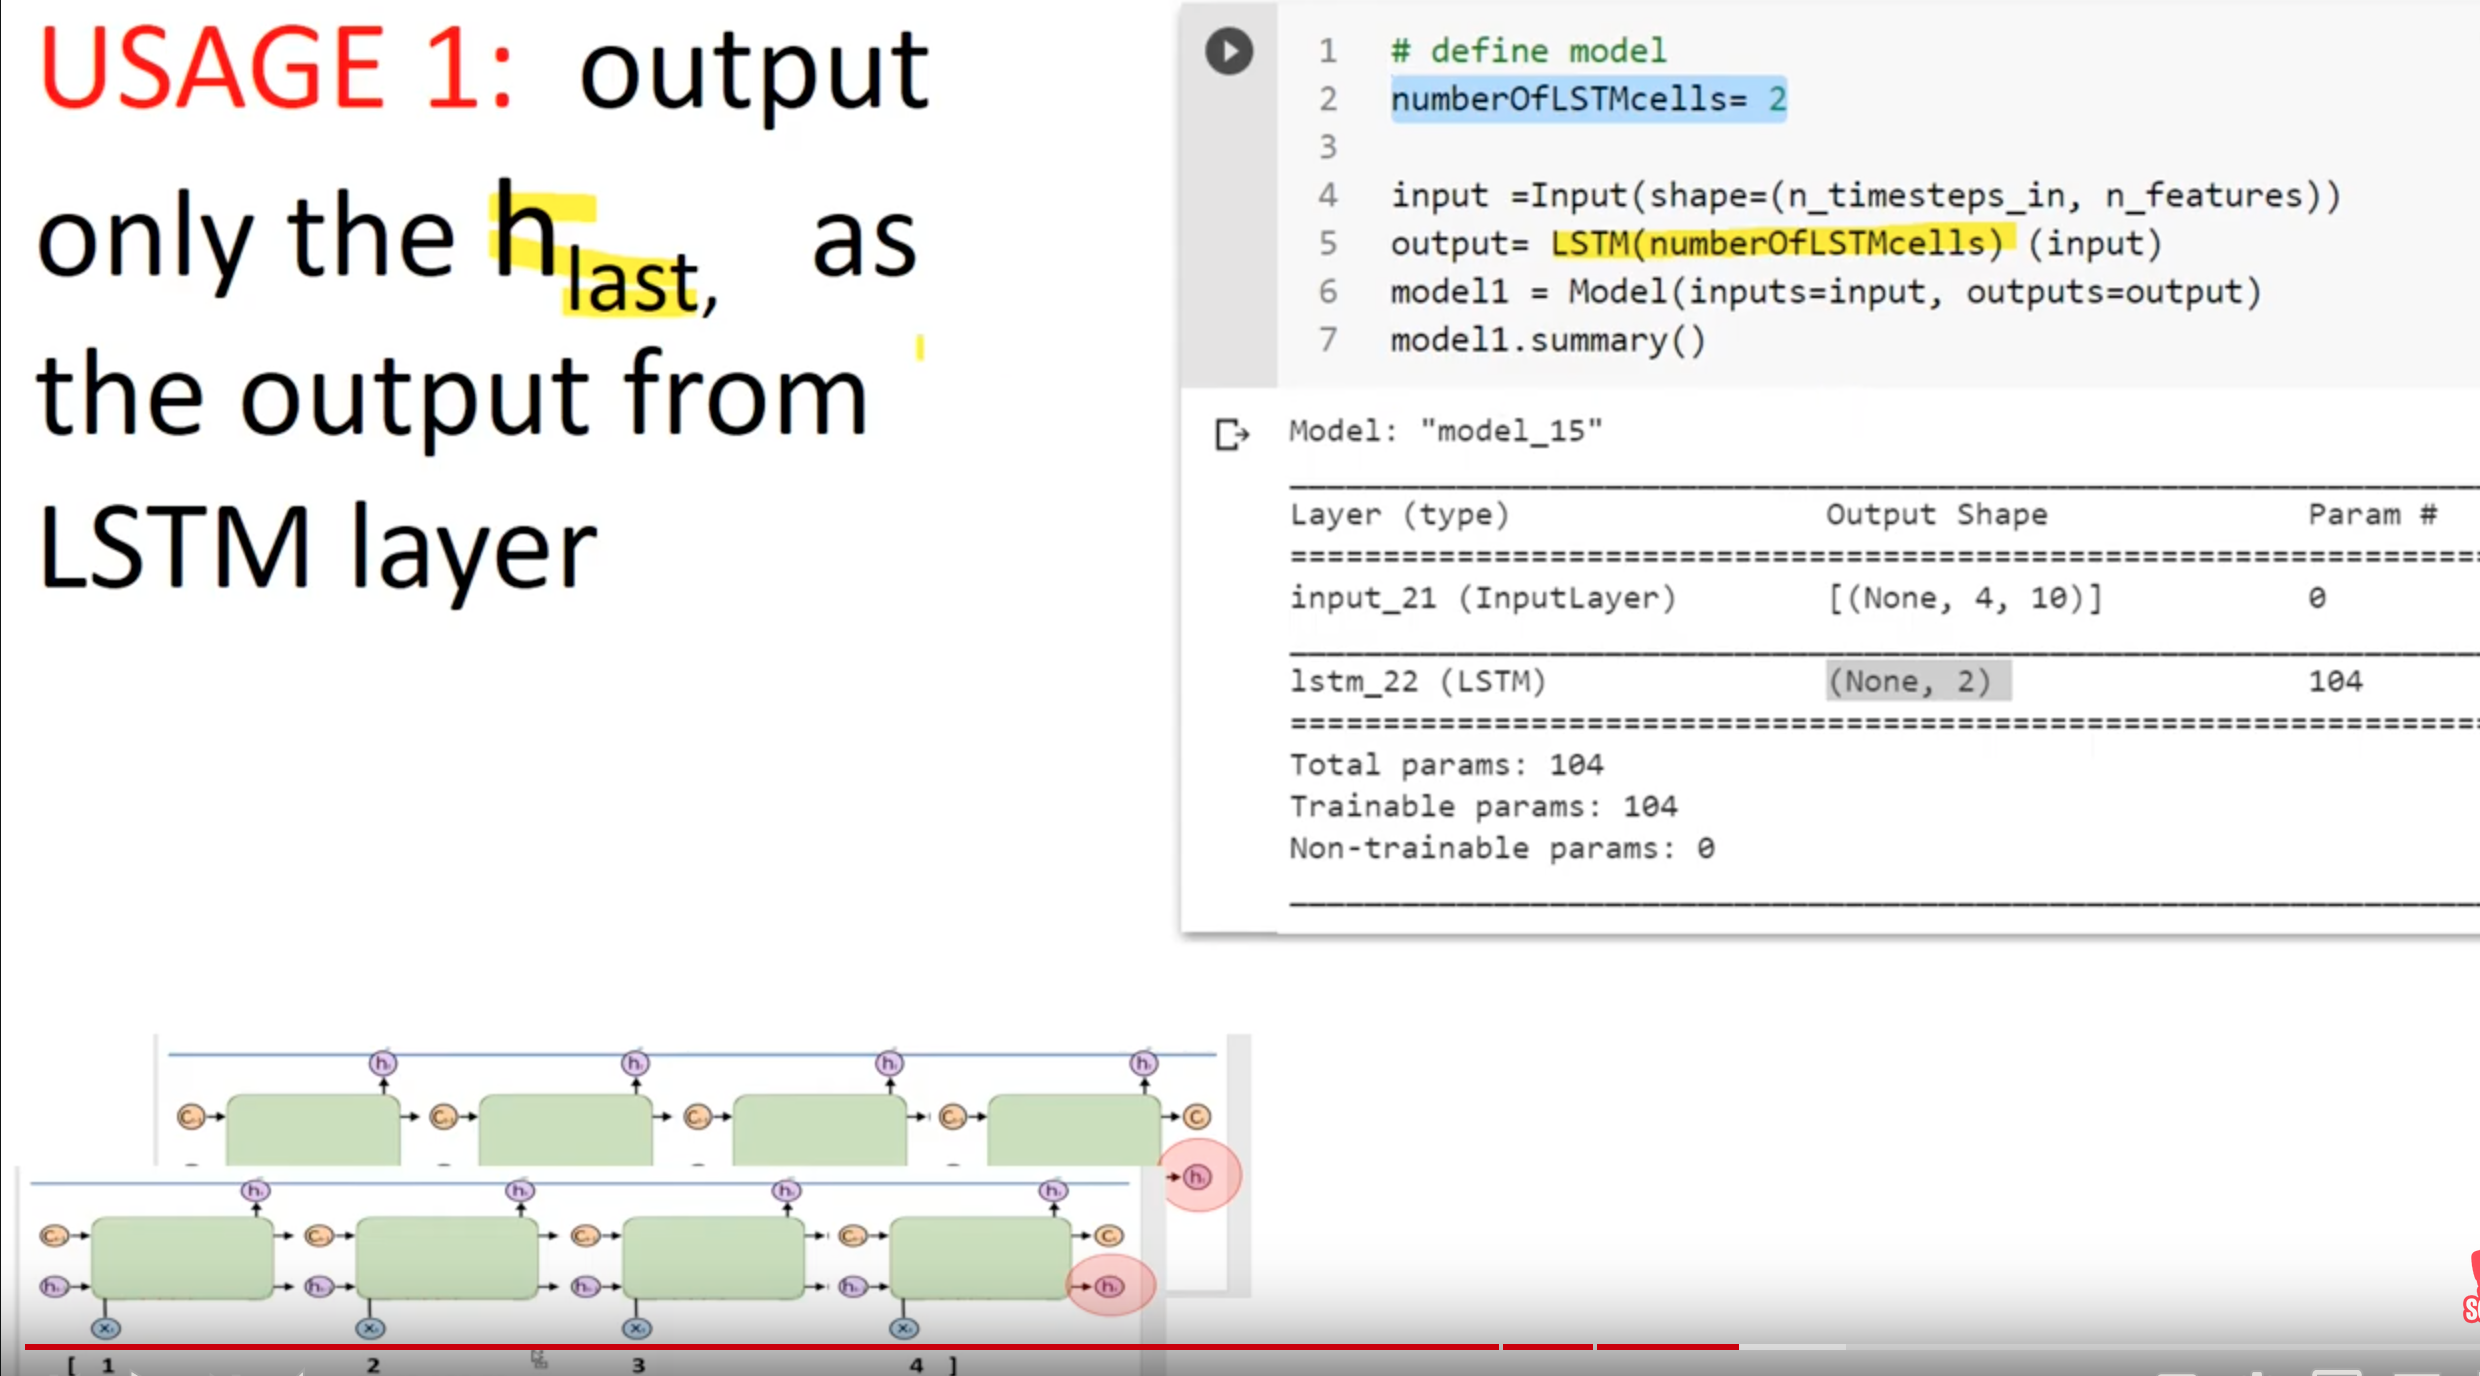 USAGE 1: output
only the hlast, as
the output from
LSTM layer
1 # define model
2 numberOfLSTMcells= 2
3
4 input =Input(shape=(n_timesteps_in, n_features))
5 output= LSTM(numberOfLSTMcells) (input)
6 model1 = Model(inputs=input, outputs=output)
7 model1.summary()
Model: "model_15"
Layer (type) Output Shape Param #
input_21 (InputLayer) [(None, 4, 10)] 0
lstm_22 (LSTM) (None, 2) 104
Total params: 104
Trainable params: 104
Non-trainable params: 0
h h h h
C C C C C
h
h h h h
C C C C C
h h h h h
X X X X
[ 1 2 3 4 ]